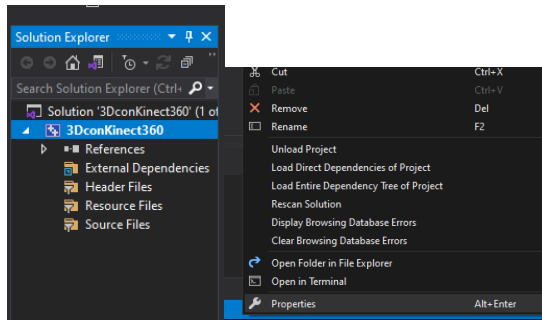 Solution Explorer
Search Solution Explorer (Ctrl+
Solution '3DconKinect360' (1 of
3DconKinect360
References
External Dependencies
Header Files
Resource Files
Source Files
Cut Ctrl+X
Paste Ctrl+V
Remove Del
Rename F2
Unload Project
Load Direct Dependencies of Project
Load Entire Dependency Tree of Project
Rescan Solution
Display Browsing Database Errors
Clear Browsing Database Errors
Open Folder in File Explorer
Open in Terminal
Properties Alt+Enter